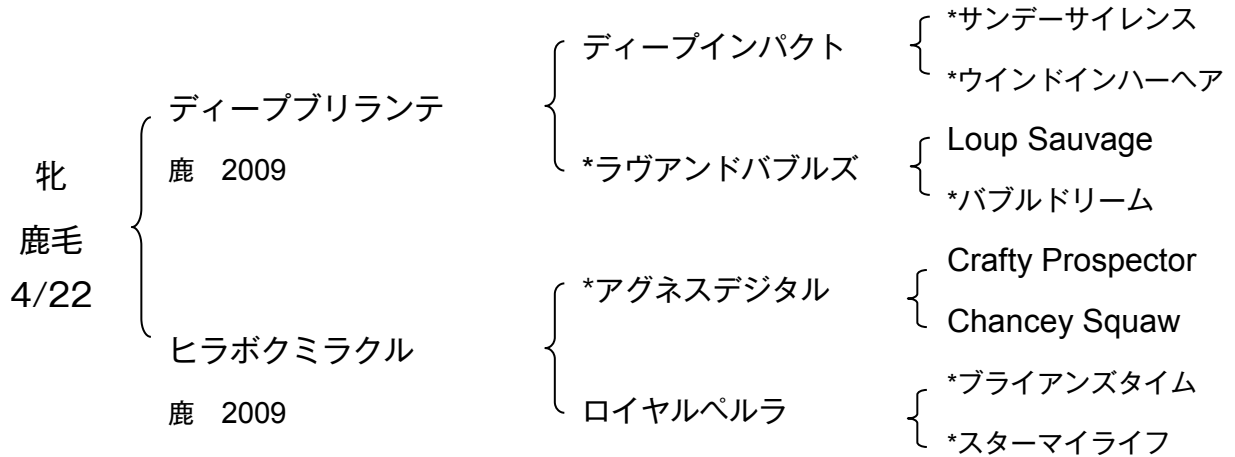 牝
鹿毛
4/22
ディープブリランテ
鹿 2009
ヒラボクミラクル
鹿 2009
ディープインパクト
*ラヴアンドバブルズ
*アグネスデジタル
ロイヤルペルラ
*サンデーサイレンス
*ウインドインハーヘア
Loup Sauvage
*バブルドリーム
Crafty Prospector
Chancey Squaw
*ブライアンズタイム
*スターマイライフ